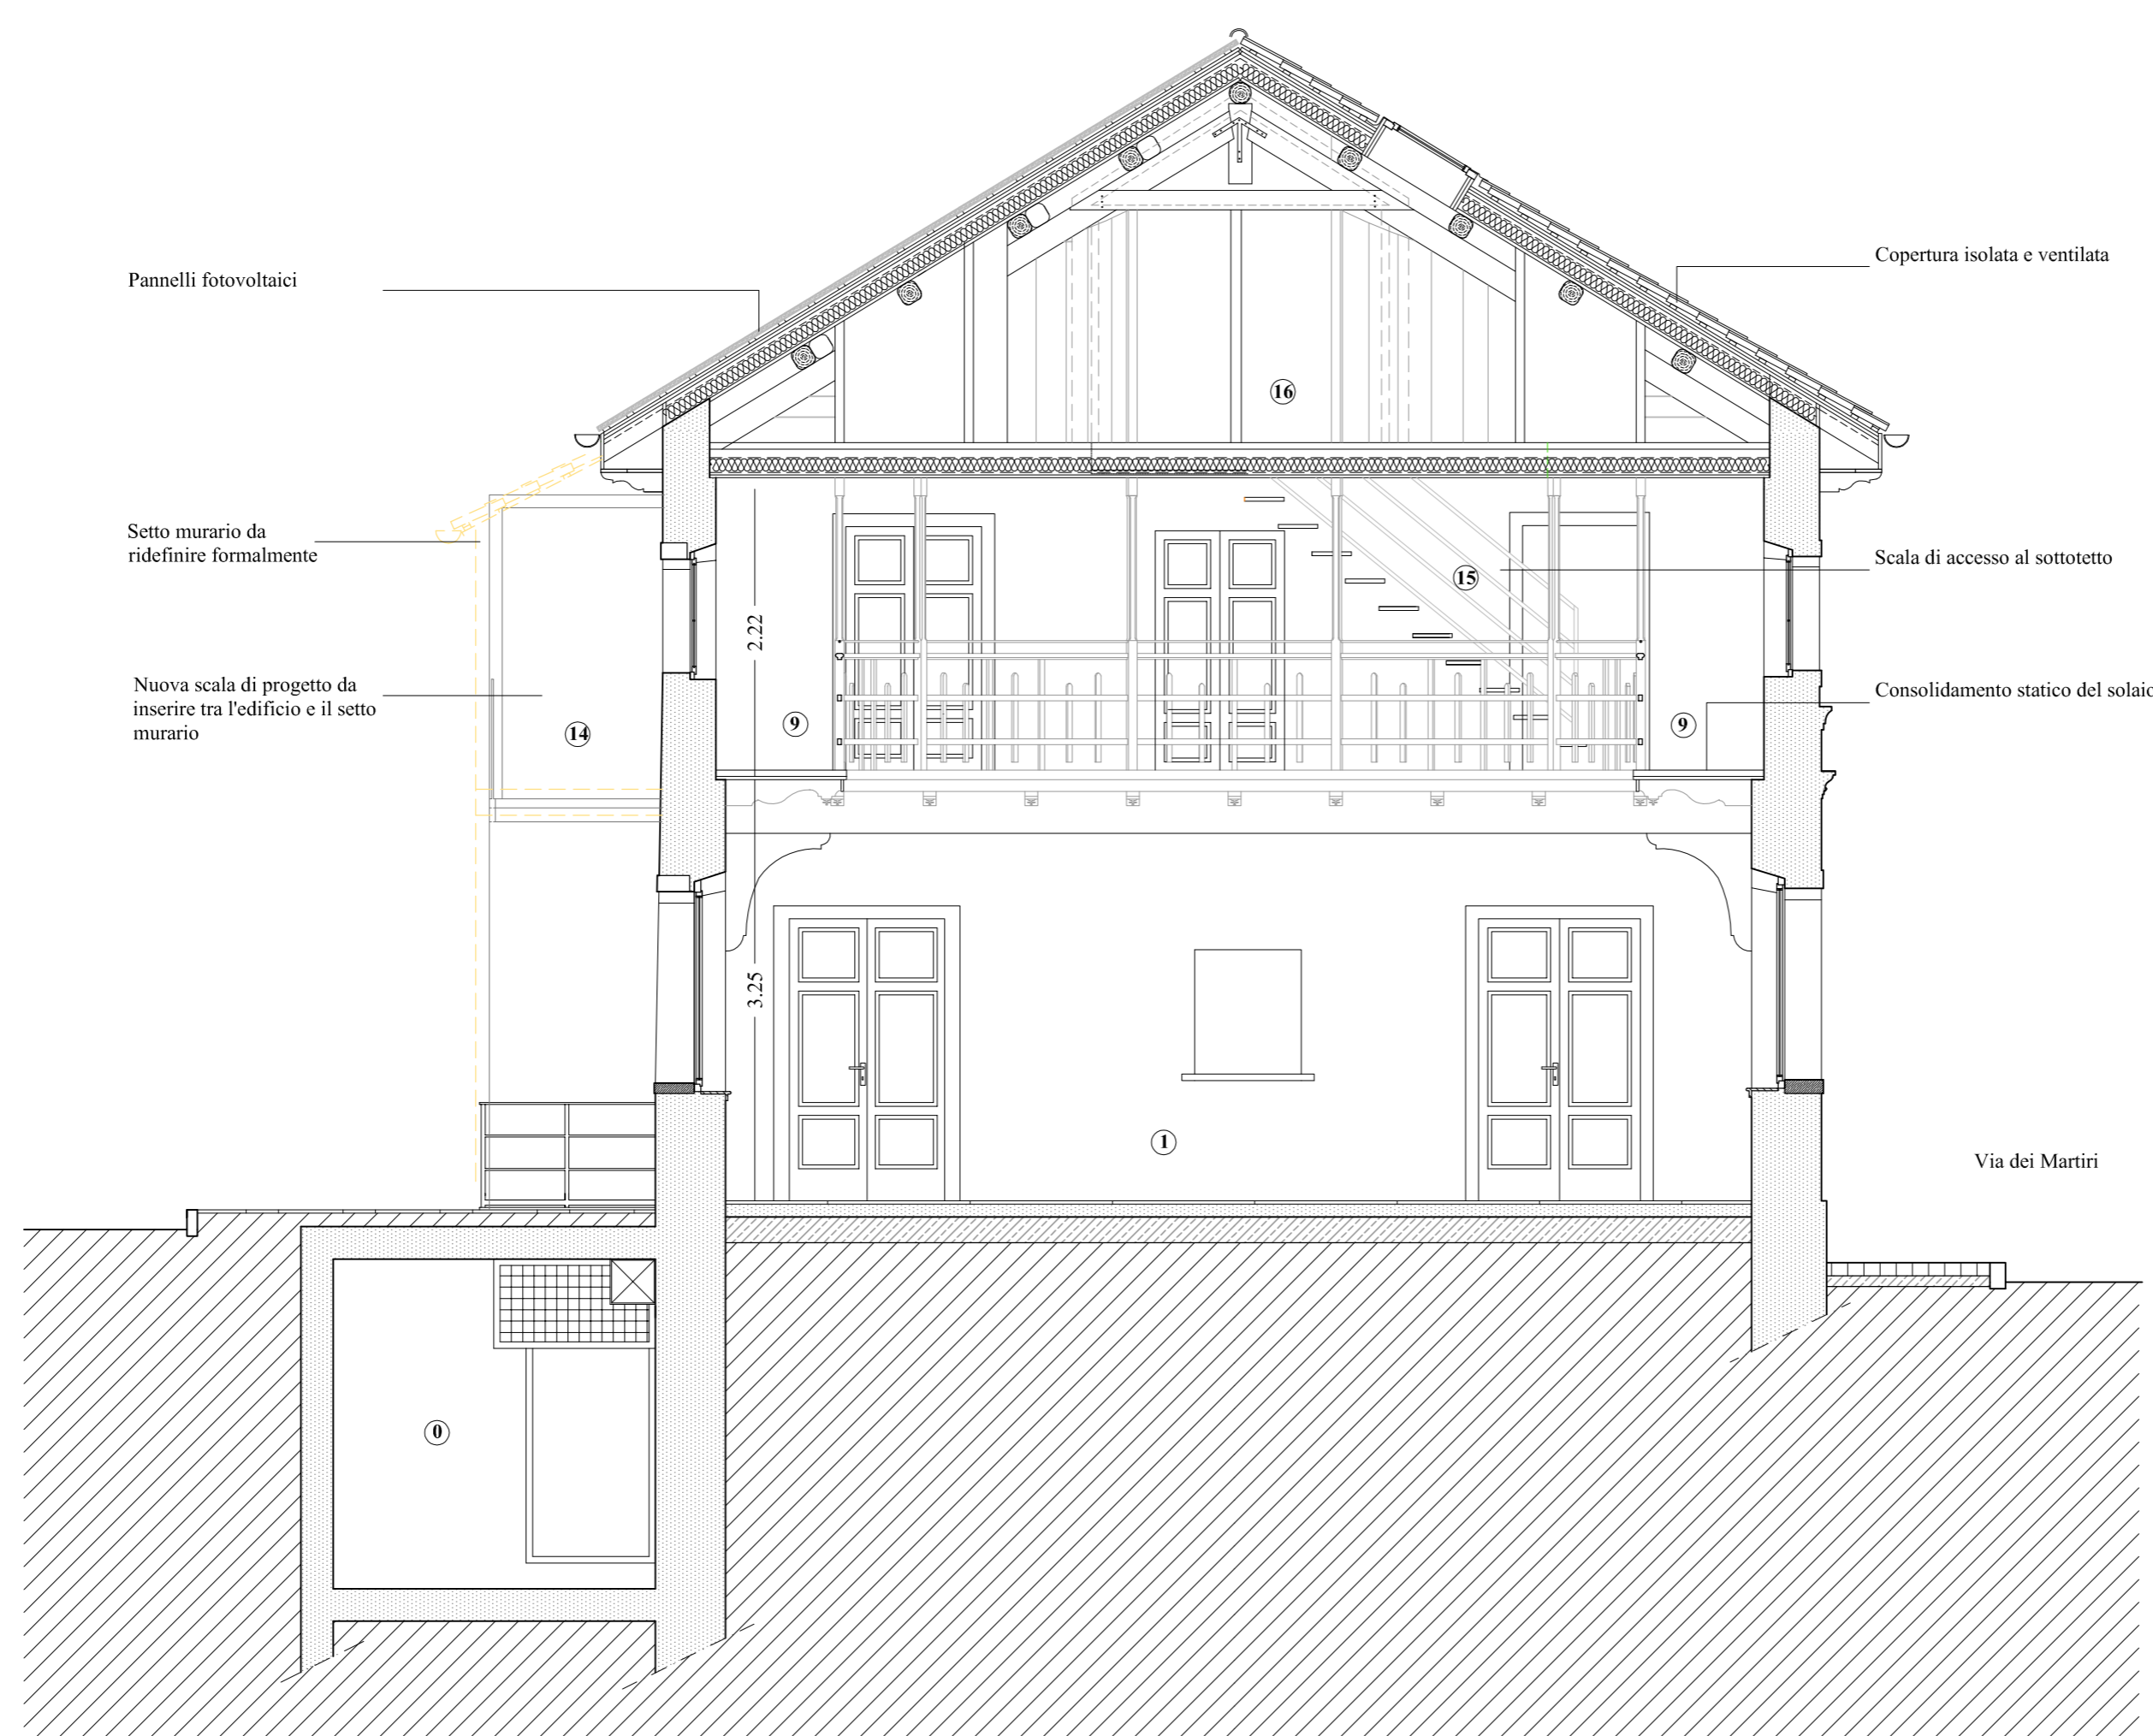 Copertura isolata e ventilata
Pannelli fotovoltaici
16
Setto murario da
ridefinire formalmente
Scala di accesso al sottotetto
15
2.22
Nuova scala di progetto da
inserire tra l'edificio e il setto
murario
Consolidamento statico del solaio
14
9
9
3.25
1
Via dei Martiri
0